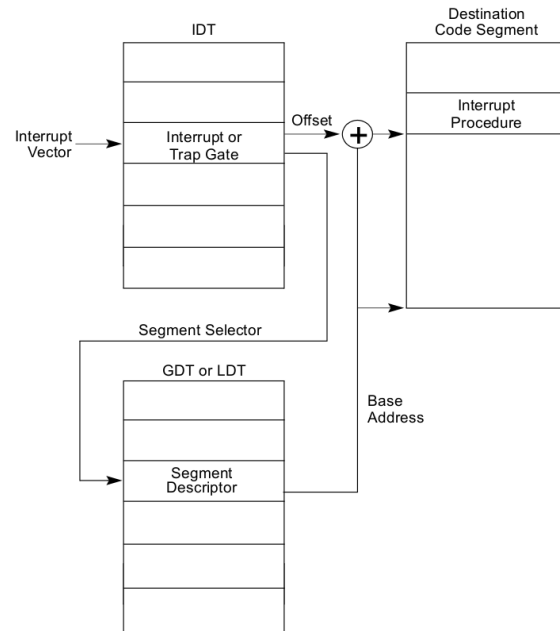 IDT
Destination
Code Segment
Interrupt
Vector
Interrupt or
Trap Gate
Offset
+
Interrupt
Procedure
Segment Selector
GDT or LDT
Base
Address
Segment
Descriptor